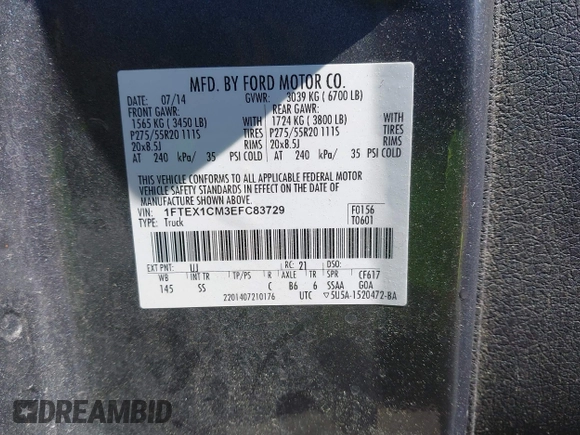 MFD. BY FORD MOTOR CO.
DATE: 07/14 GVWR: 3039 KG ( 6700 LB)
FRONT GAWR: REAR GAWR:
1565 KG ( 3450 LB) WITH 1724 KG ( 3800 LB) WITH
P275/55R20 111S TIRES P275/55R20 111S TIRES
20x8.5J RIMS 20x8.5J RIMS
AT 240 kPa/ 35 PSI COLD AT 240 kPa/ 35 PSI COLD
THIS VEHICLE CONFORMS TO ALL APPLICABLE FEDERAL MOTOR
VEHICLE SAFETY STANDARDS IN EFFECT ON THE DATE OF
MANUFACTURE SHOWN ABOVE.
VIN: 1FTEX1CM3EFC83729 F0156
TYPE: Truck T0601
EXT PNT: UJ RC: 21 DSO:
WB INT TR TP/PS R AXLE TR SPR CF617
145 SS C B6 6 SSAA GOA
2201407210176 UTC ▽5U5A-1520472-BA
DREAMBID